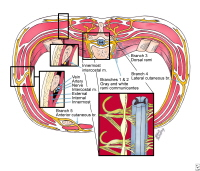 Innermost
intercostal m.
Branch 3
Dorsal rami
Vein
Artery
Nerve
Intercostal m.
External
Internal
Innermost
Branches 1 & 2
Gray and white
rami communicantes
Branch 4
Lateral cutaneous br.
Branch 5
Anterior cutaneous br.